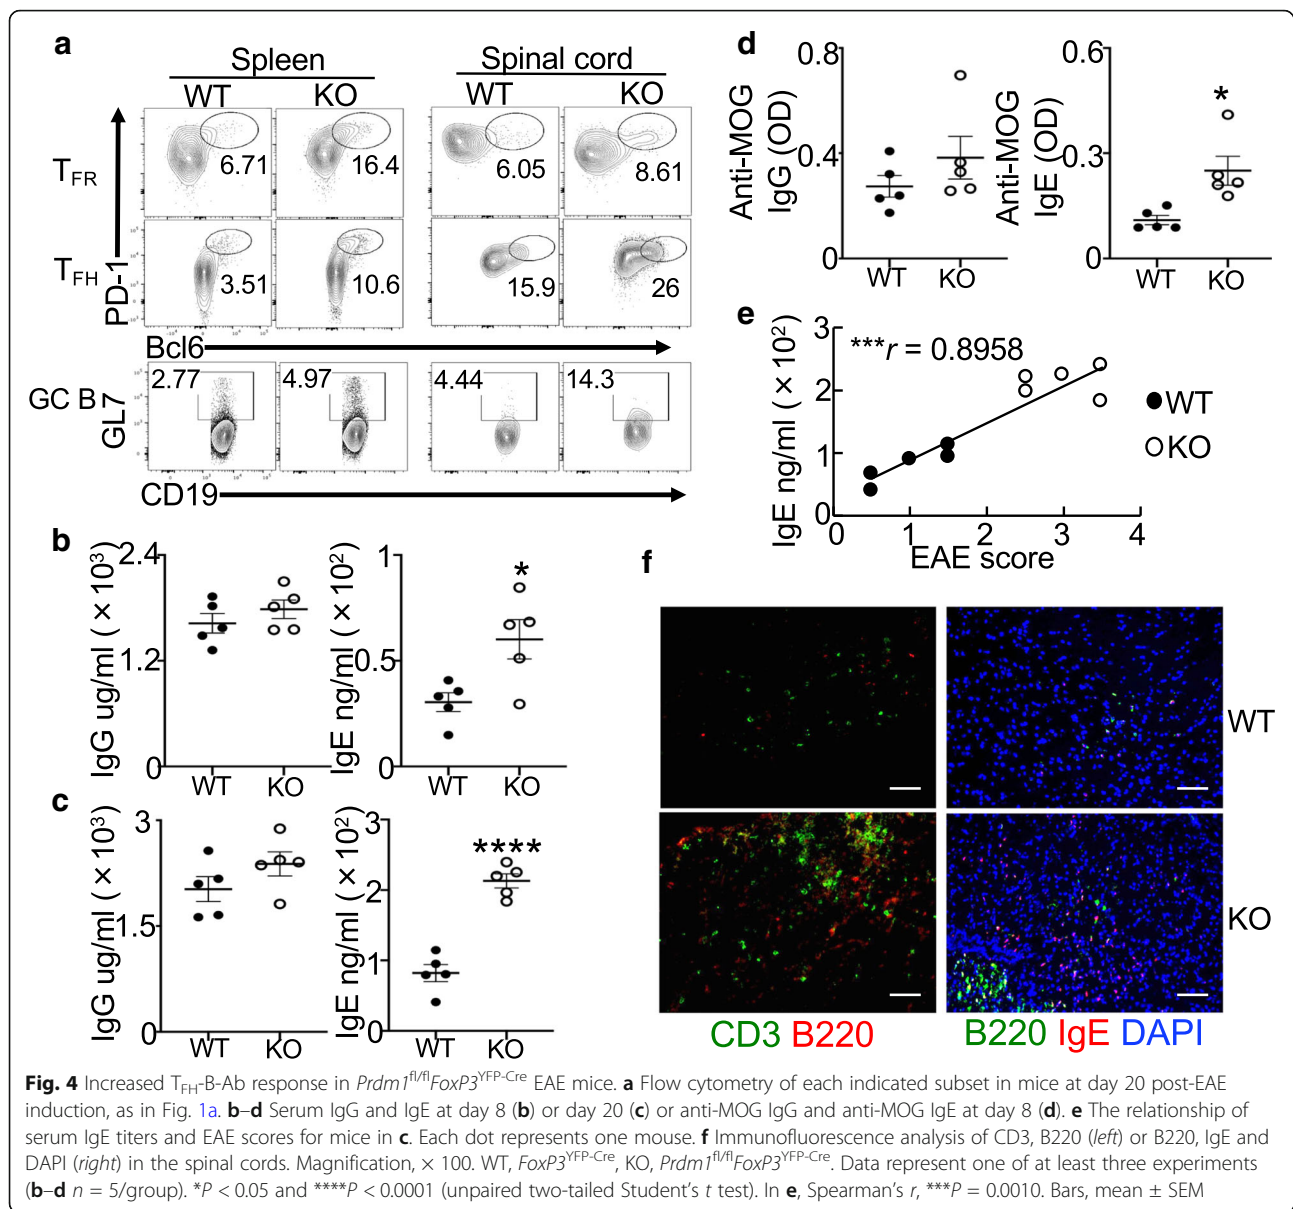 a
Spleen
Spinal cord
WT
KO
WT
KO
TFR
6.71
16.4
6.05
8.61
TFH
PD-1
3.51
10.6
15.9
26
Bcl6
GC B
GL7
2.77
4.97
4.44
14.3
CD19
b
IgG ug/ml (×10³)
2.4
1.2
0
WT
KO
IgE ng/ml (×10²)
1
0.5
0
*
WT
KO
c
IgG ug/ml (×10³)
3
1.5
0
WT
KO
IgE ng/ml (×10²)
3
2
1
0
****
WT
KO
d
Anti-MOG
IgG (OD)
0.8
0.4
0
WT
KO
Anti-MOG
IgE (OD)
0.6
0.3
0
*
WT
KO
e
IgE ng/ml (×10²)
3
2
1
0
***r = 0.8958
WT
KO
0 1 2 3 4
EAE score
f
WT
KO
CD3 B220
B220 IgE DAPI
Fig. 4 Increased TFH-B-Ab response in Prdm1fl/flFoxP3YFP-Cre EAE mice. a Flow cytometry of each indicated subset in mice at day 20 post-EAE
induction, as in Fig. 1a. b–d Serum IgG and IgE at day 8 (b) or day 20 (c) or anti-MOG IgG and anti-MOG IgE at day 8 (d). e The relationship of
serum IgE titers and EAE scores for mice in c. Each dot represents one mouse. f Immunofluorescence analysis of CD3, B220 (left) or B220, IgE and
DAPI (right) in the spinal cords. Magnification, × 100. WT, FoxP3YFP-Cre, KO, Prdm1fl/flFoxP3YFP-Cre. Data represent one of at least three experiments
(b–d n = 5/group). *P < 0.05 and ****P < 0.0001 (unpaired two-tailed Student's t test). In e, Spearman's r, ***P = 0.0010. Bars, mean ± SEM